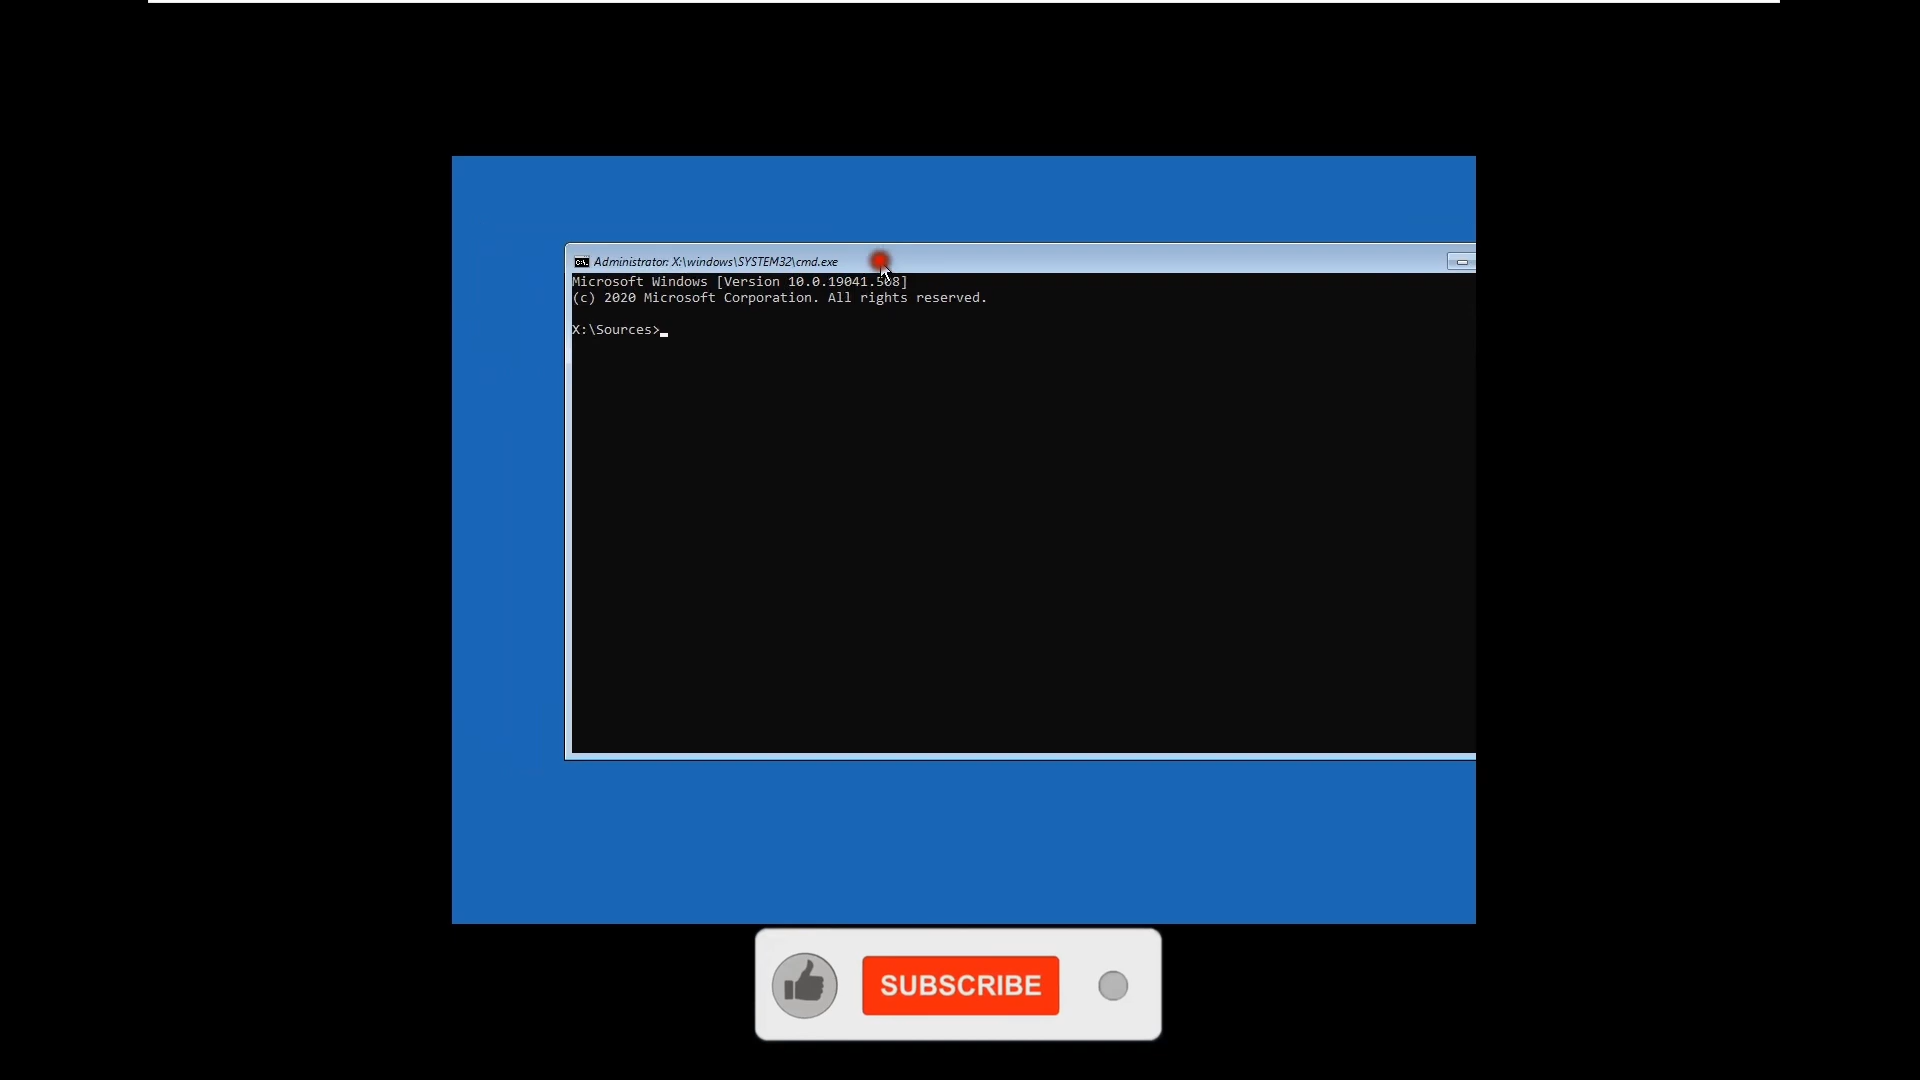 Administrator: X:\windows\SYSTEM32\cmd.exe
Microsoft Windows [Version 10.0.19041.508]
(c) 2020 Microsoft Corporation. All rights reserved.
X:\Sources>
SUBSCRIBE